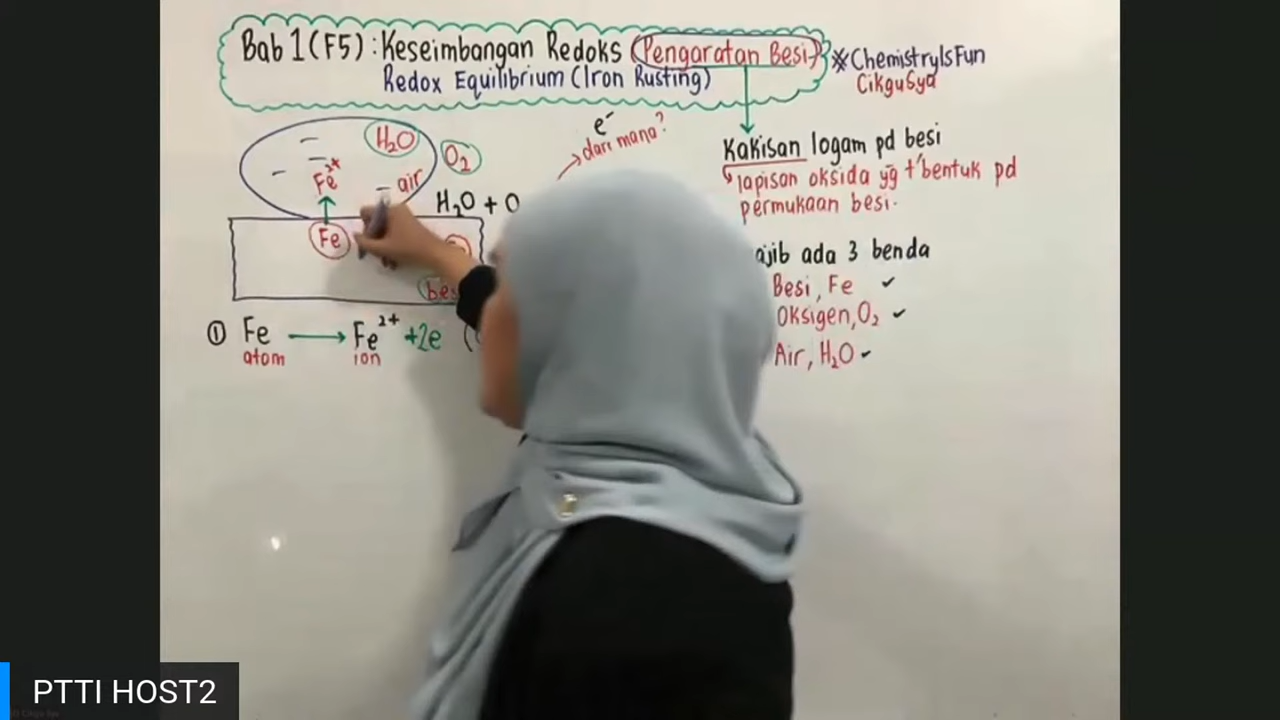 Bab 1 (F5) : Keseimbangan Redoks (Pengaratan Besi)
Redox Equilibrium (Iron Rusting)
*ChemistryIsFun
CikguSya
H₂O
O₂
Fe²⁺
air
Fe
e⁻
dari mana?
H₂O + O
Kakisan logam pd besi
lapisan oksida yg t'bentuk pd
permukaan besi.
ajib ada 3 benda
Besi, Fe ✓
Oksigen, O₂ ✓
Air, H₂O ✓
bes
① Fe → Fe²⁺ +2e (
atom ion
PTTI HOST2